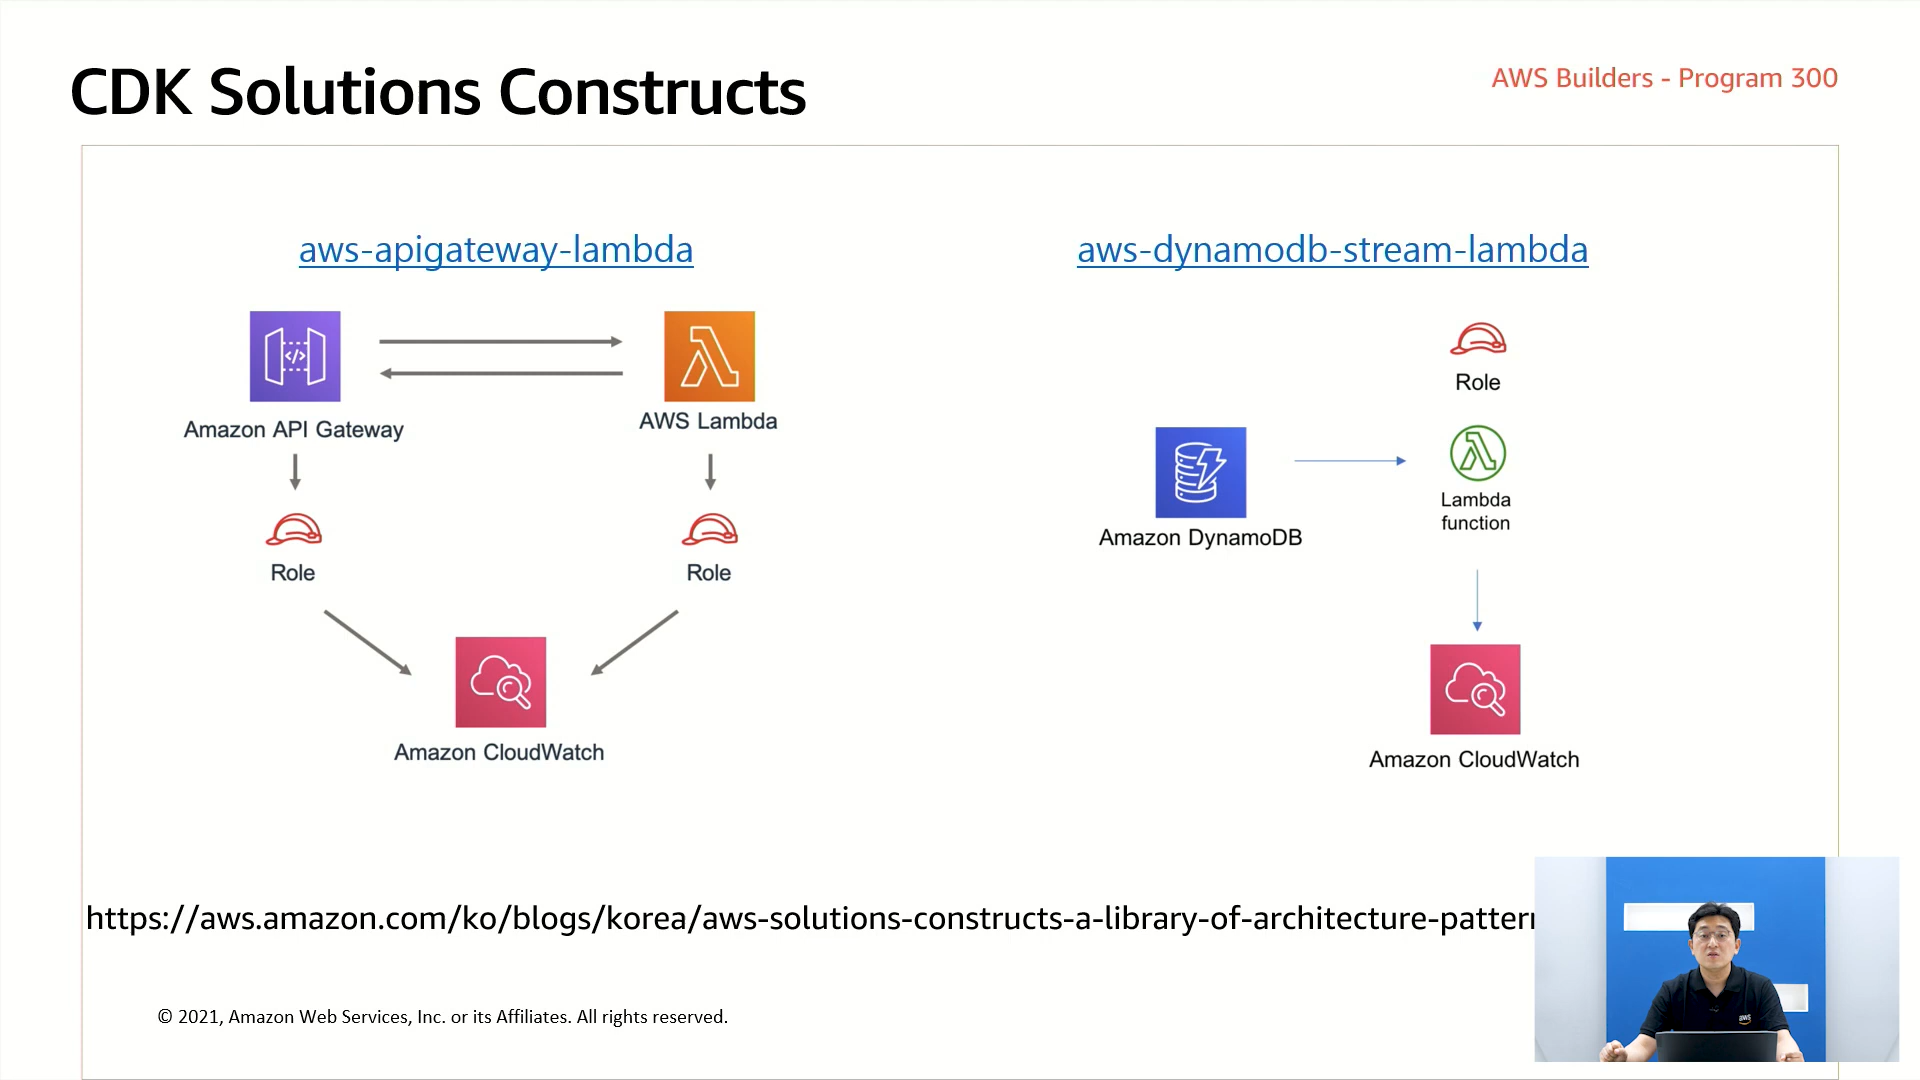 CDK Solutions Constructs
AWS Builders - Program 300
aws-apigateway-lambda
Amazon API Gateway
AWS Lambda
Role
Role
Amazon CloudWatch
aws-dynamodb-stream-lambda
Role
Amazon DynamoDB
Lambda
function
Amazon CloudWatch
https://aws.amazon.com/ko/blogs/korea/aws-solutions-constructs-a-library-of-architecture-pattern
© 2021, Amazon Web Services, Inc. or its Affiliates. All rights reserved.
aws